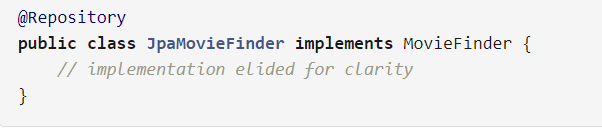 @Repository
public class JpaMovieFinder implements MovieFinder {
    // implementation elided for clarity
}